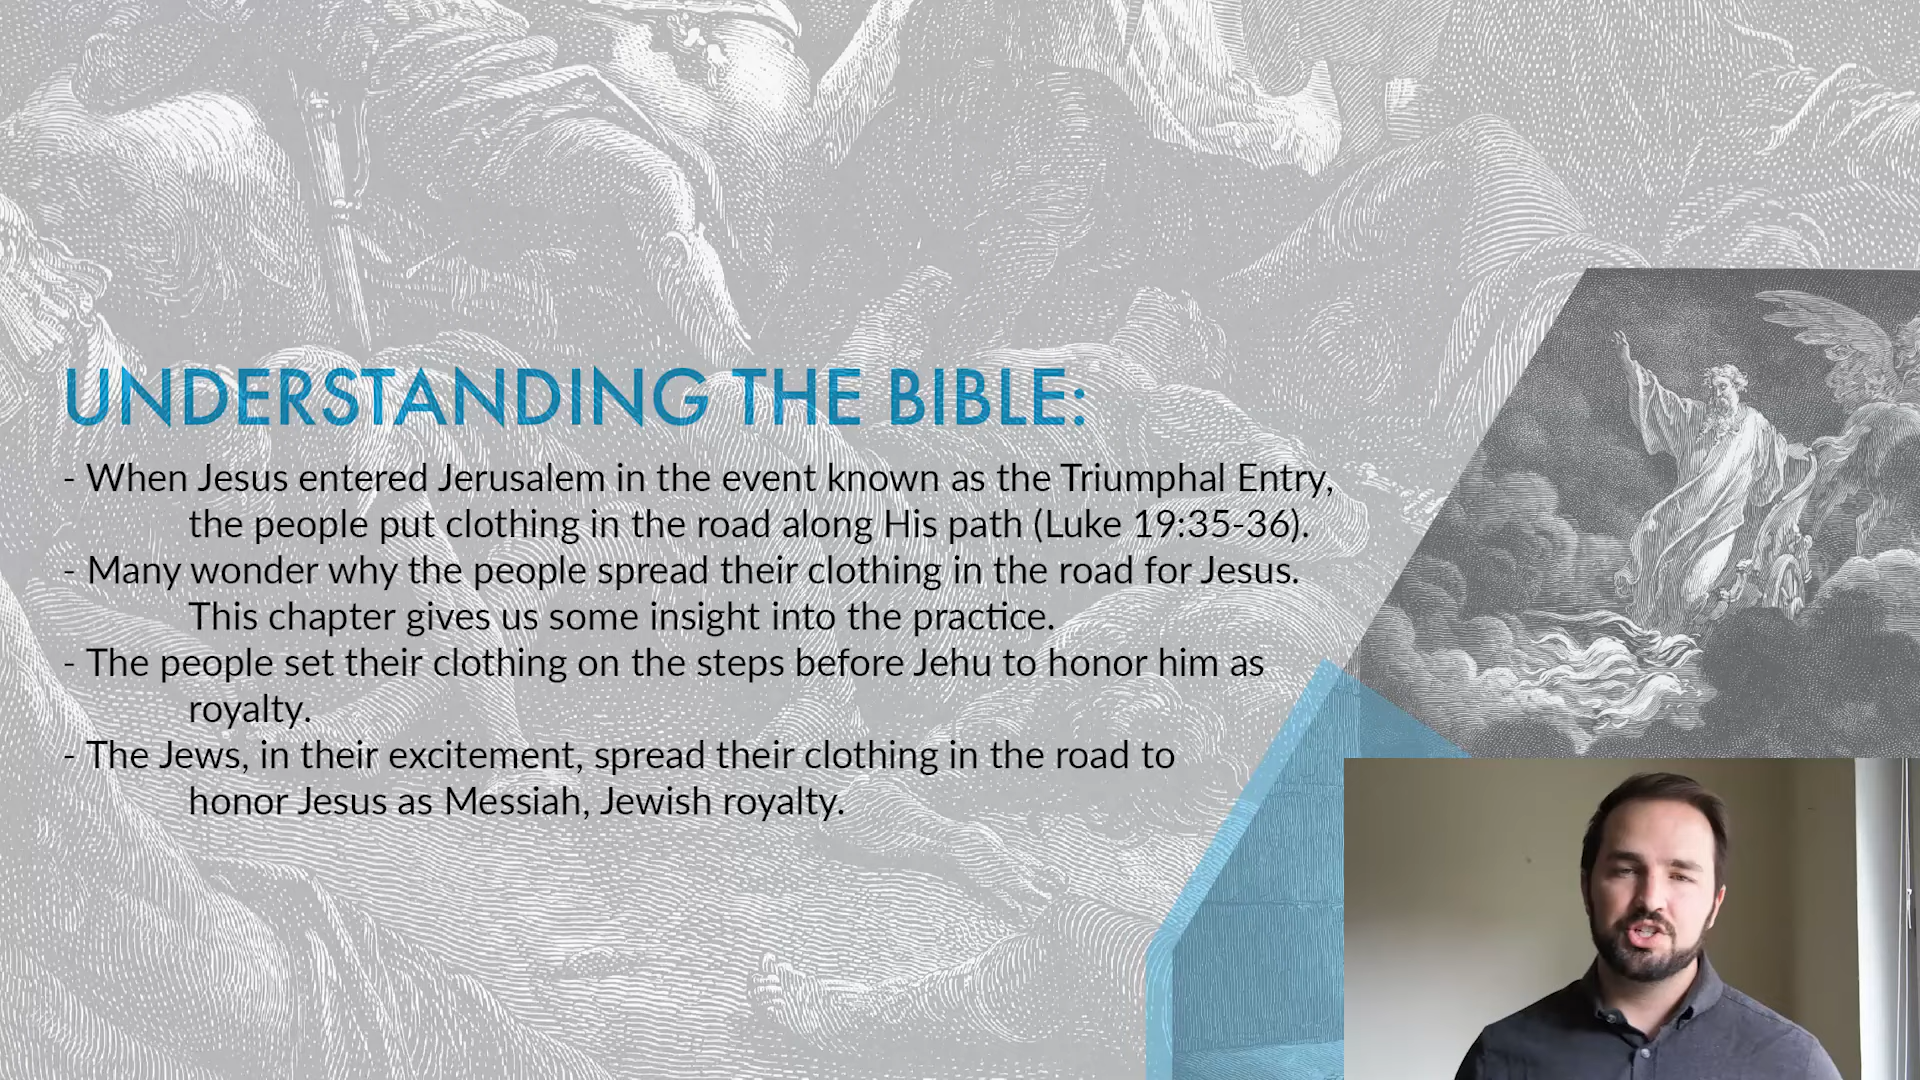 UNDERSTANDING THE BIBLE:
- When Jesus entered Jerusalem in the event known as the Triumphal Entry,
the people put clothing in the road along His path (Luke 19:35-36).
- Many wonder why the people spread their clothing in the road for Jesus.
This chapter gives us some insight into the practice.
- The people set their clothing on the steps before Jehu to honor him as
royalty.
- The Jews, in their excitement, spread their clothing in the road to
honor Jesus as Messiah, Jewish royalty.